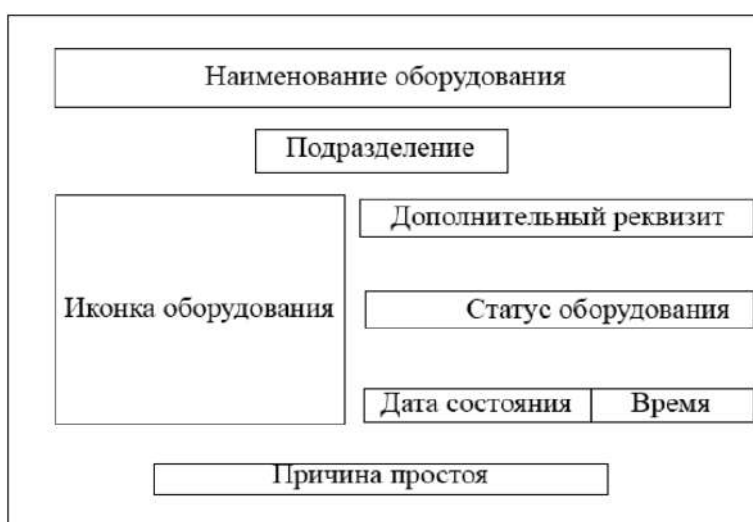 Наименование оборудования
Подразделение
Дополнительный реквизит
Иконка оборудования
Статус оборудования
Дата состояния
Время
Причина простоя